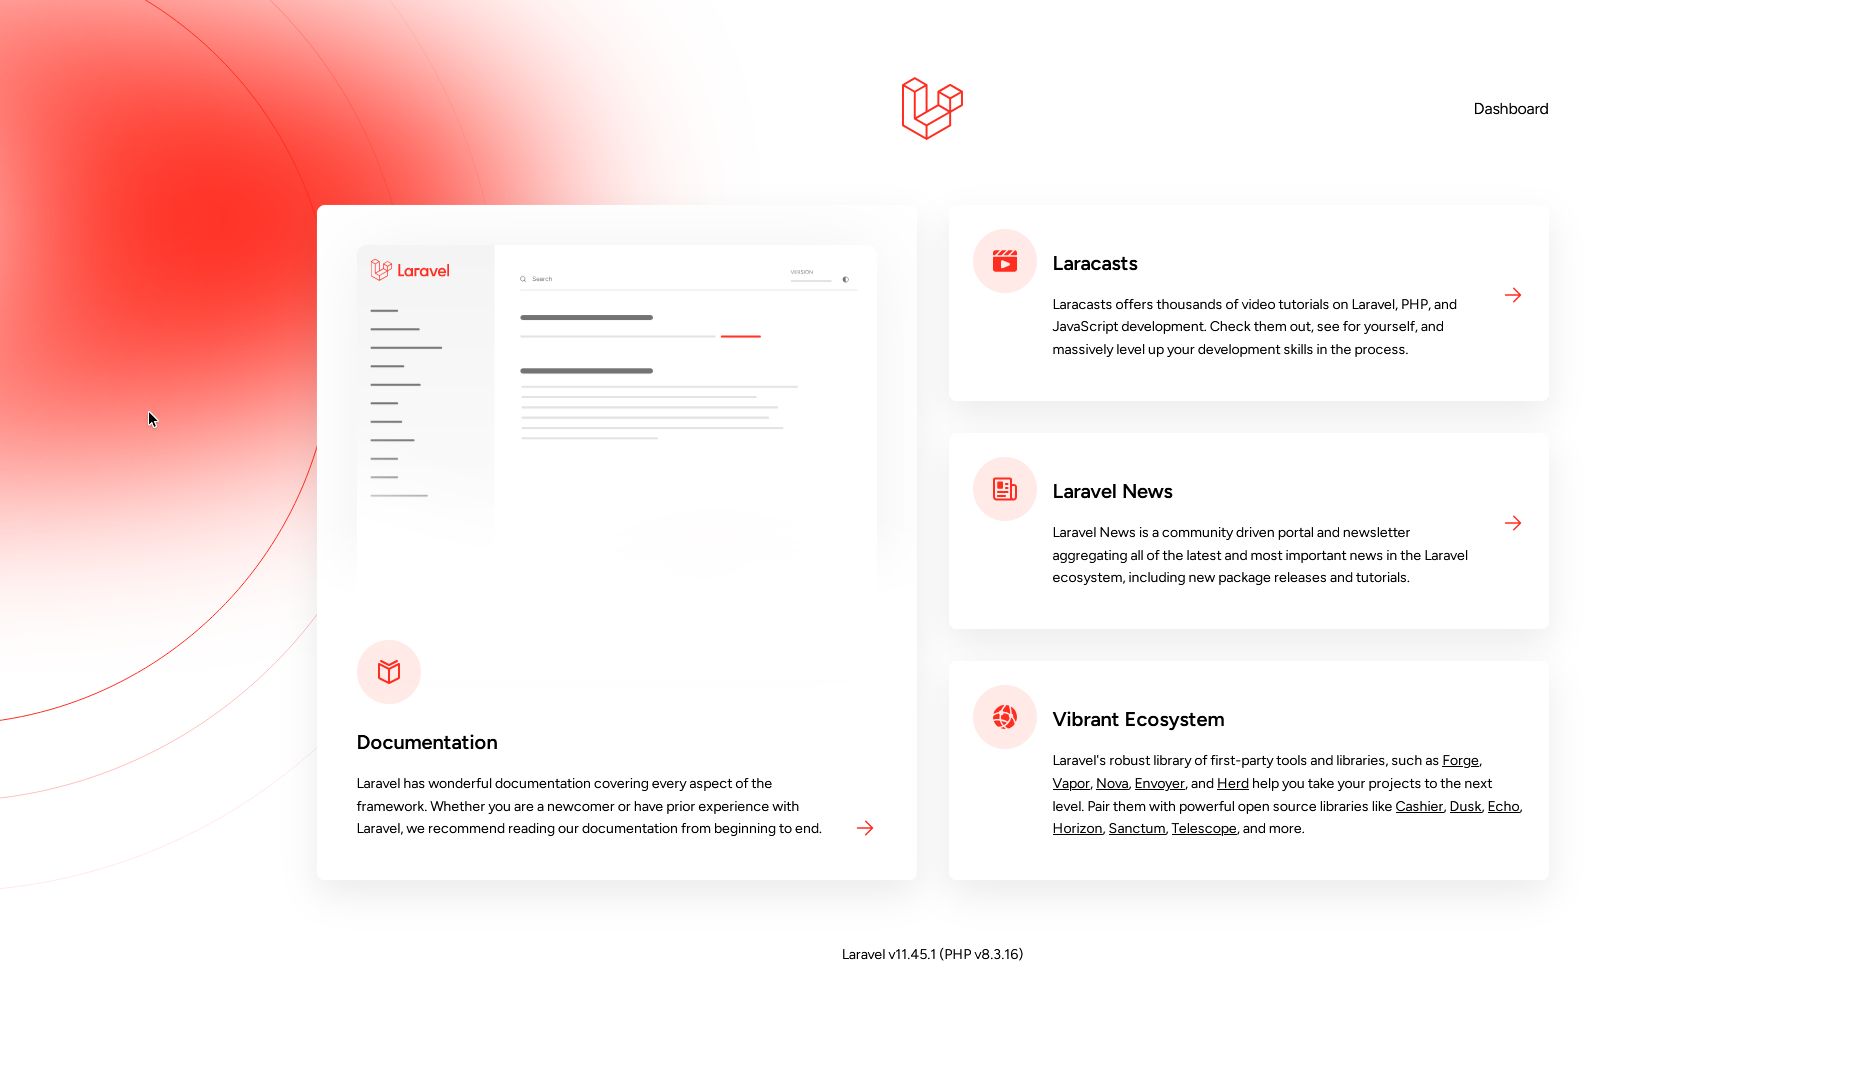 Dashboard
Laravel
Search
VERSION
Documentation
Laravel has wonderful documentation covering every aspect of the
framework. Whether you are a newcomer or have prior experience with
Laravel, we recommend reading our documentation from beginning to end.
Laracasts
Laracasts offers thousands of video tutorials on Laravel, PHP, and
JavaScript development. Check them out, see for yourself, and
massively level up your development skills in the process.
Laravel News
Laravel News is a community driven portal and newsletter
aggregating all of the latest and most important news in the Laravel
ecosystem, including new package releases and tutorials.
Vibrant Ecosystem
Laravel's robust library of first-party tools and libraries, such as Forge,
Vapor, Nova, Envoyer, and Herd help you take your projects to the next
level. Pair them with powerful open source libraries like Cashier, Dusk, Echo,
Horizon, Sanctum, Telescope, and more.
Laravel v11.45.1 (PHP v8.3.16)